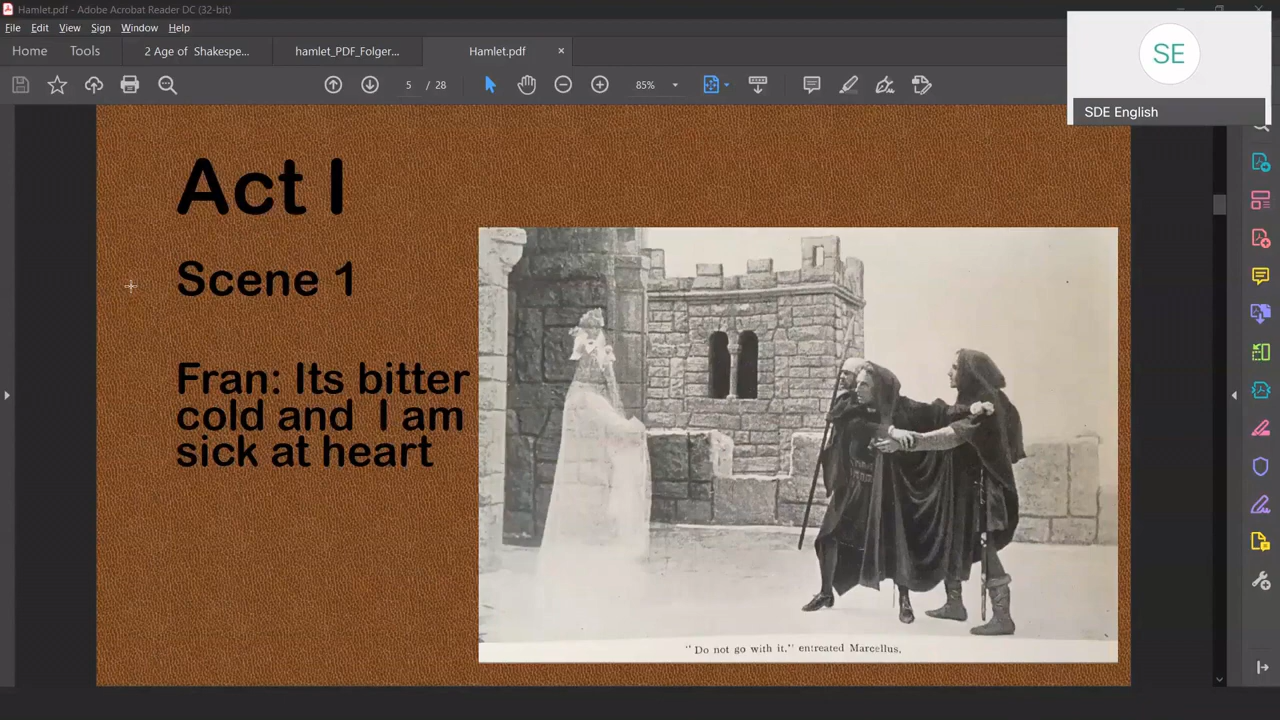 Hamlet.pdf - Adobe Acrobat Reader DC (32-bit)
File Edit View Sign Window Help
Home Tools 2 Age of Shakespe... hamlet_PDF_Folger... Hamlet.pdf ×
5 / 28 85%
SE
SDE English
Act I
Scene 1
Fran: Its bitter
cold and I am
sick at heart
"Do not go with it," entreated Marcellus.